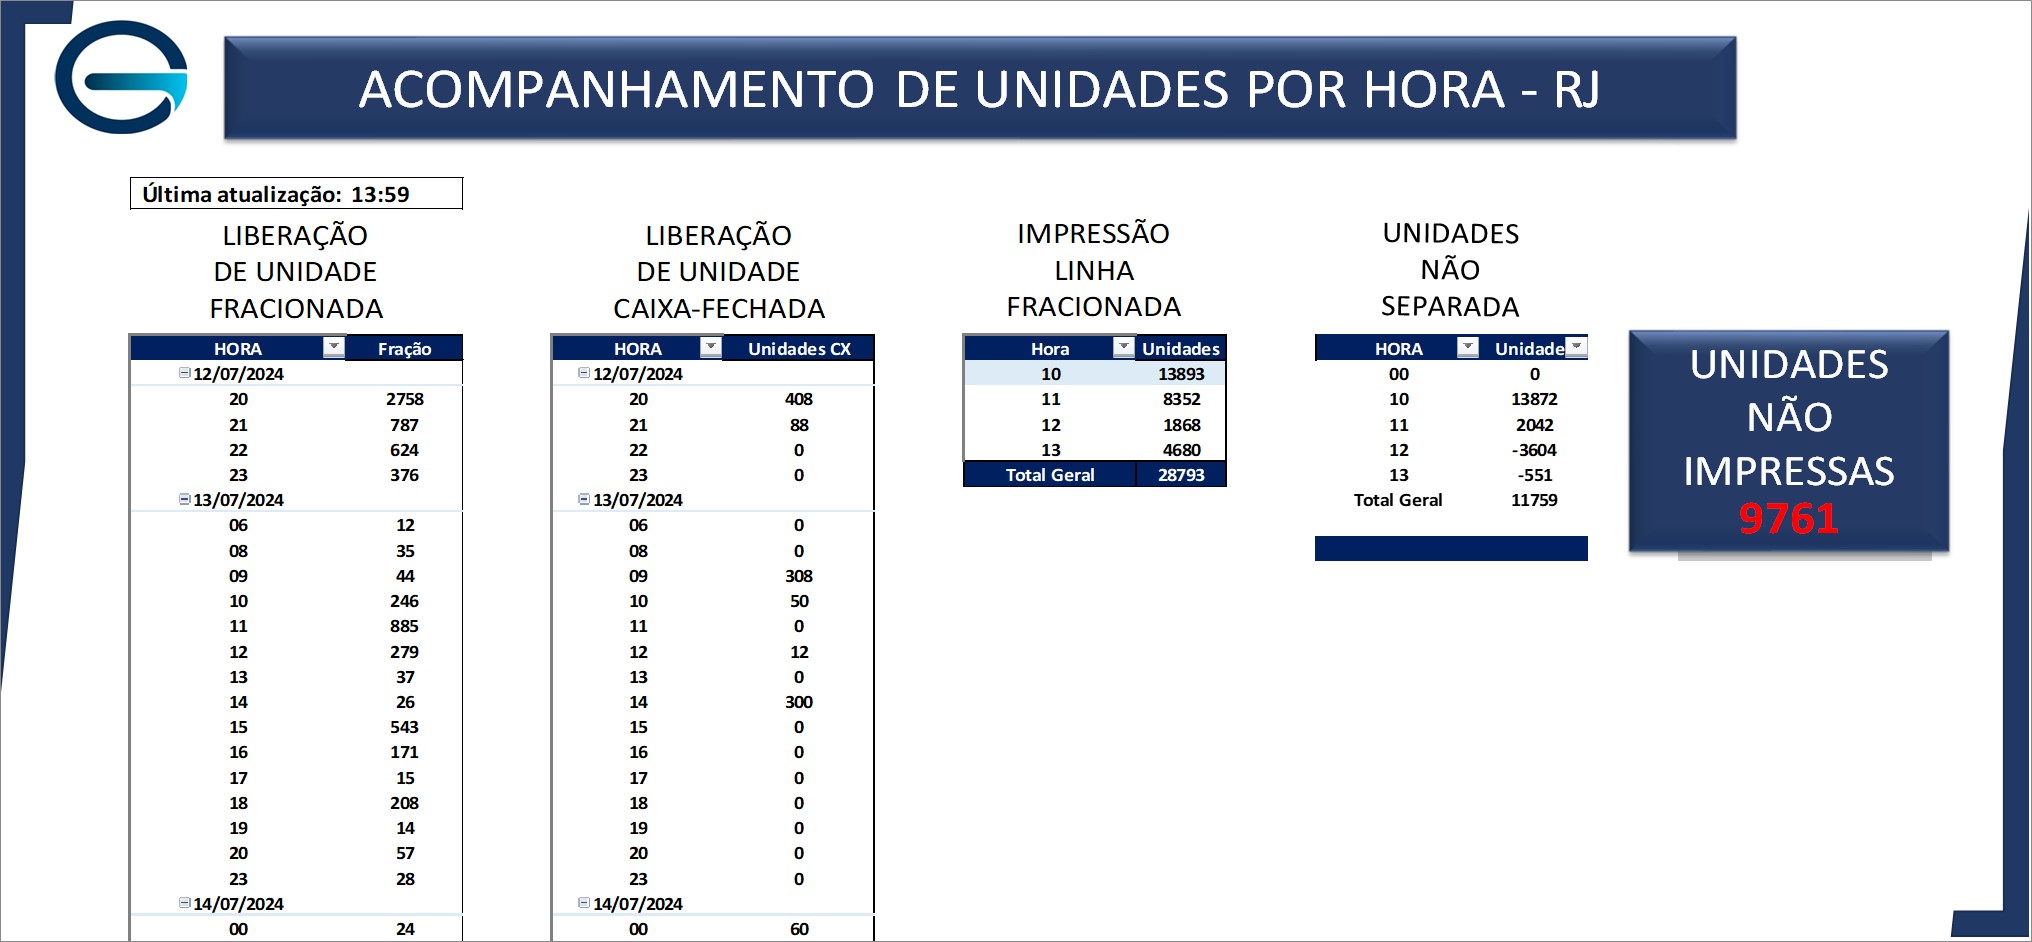 ACOMPANHAMENTO DE UNIDADES POR HORA - RJ
Última atualização: 13:59
LIBERAÇÃO
DE UNIDADE
FRACIONADA
HORA Fração
12/07/2024
20 2758
21 787
22 624
23 376
13/07/2024
06 12
08 35
09 44
10 246
11 885
12 279
13 37
14 26
15 543
16 171
17 15
18 208
19 14
20 57
23 28
14/07/2024
00 24
LIBERAÇÃO
DE UNIDADE
CAIXA-FECHADA
HORA Unidades CX
12/07/2024
20 408
21 88
22 0
23 0
13/07/2024
06 0
08 0
09 308
10 50
11 0
12 12
13 0
14 300
15 0
16 0
17 0
18 0
19 0
20 0
23 0
14/07/2024
00 60
IMPRESSÃO
LINHA
FRACIONADA
Hora Unidades
10 13893
11 8352
12 1868
13 4680
Total Geral 28793
UNIDADES
NÃO
SEPARADA
HORA Unidade
00 0
10 13872
11 2042
12 -3604
13 -551
Total Geral 11759
UNIDADES
NÃO
IMPRESSAS
9761